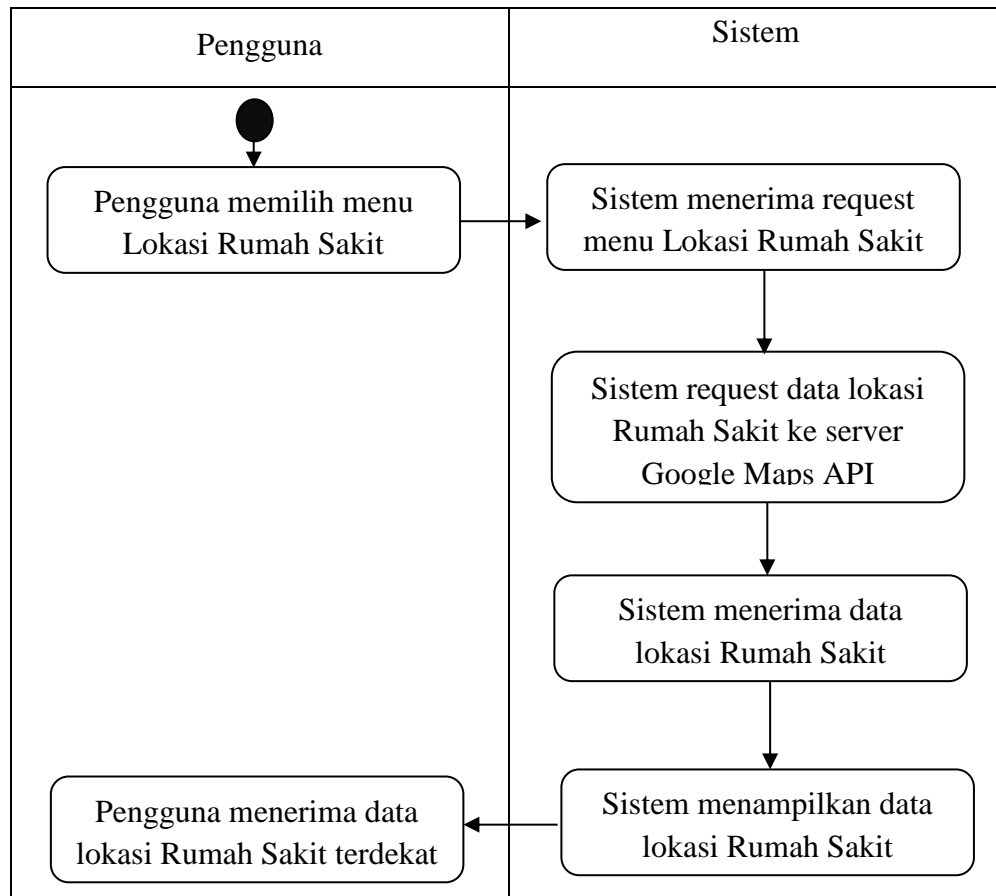 Pengguna
Sistem
Pengguna memilih menu
Lokasi Rumah Sakit
Sistem menerima request
menu Lokasi Rumah Sakit
Sistem request data lokasi
Rumah Sakit ke server
Google Maps API
Sistem menerima data
lokasi Rumah Sakit
Sistem menampilkan data
lokasi Rumah Sakit
Pengguna menerima data
lokasi Rumah Sakit terdekat